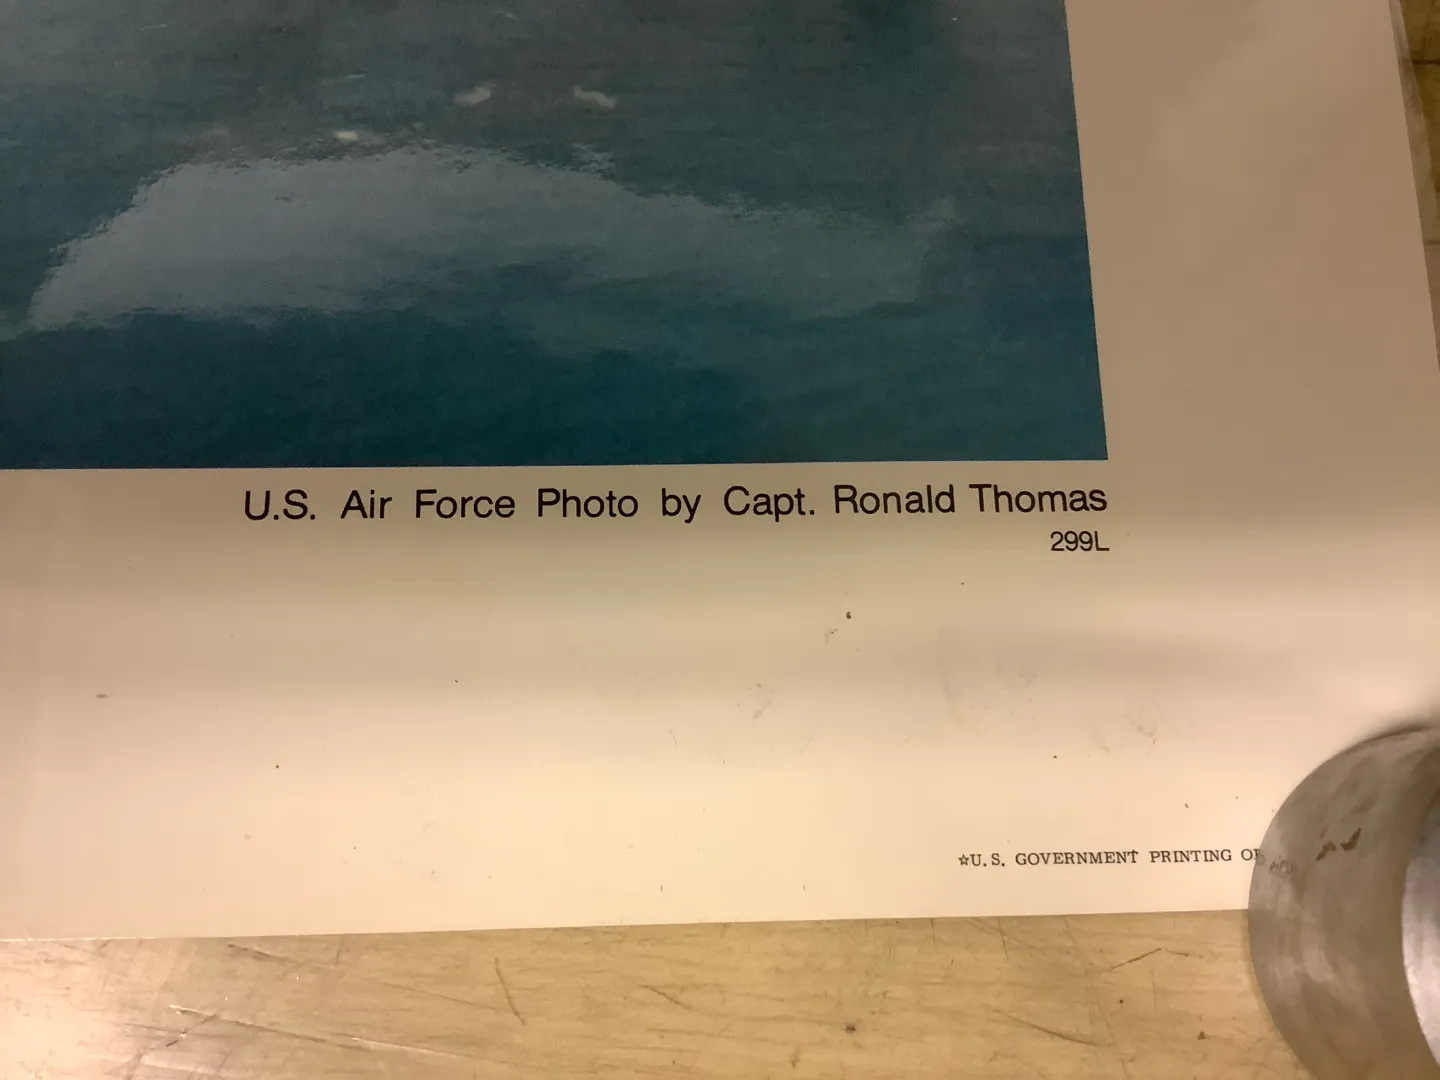 U.S. Air Force Photo by Capt. Ronald Thomas
299L
☆U.S. GOVERNMENT PRINTING